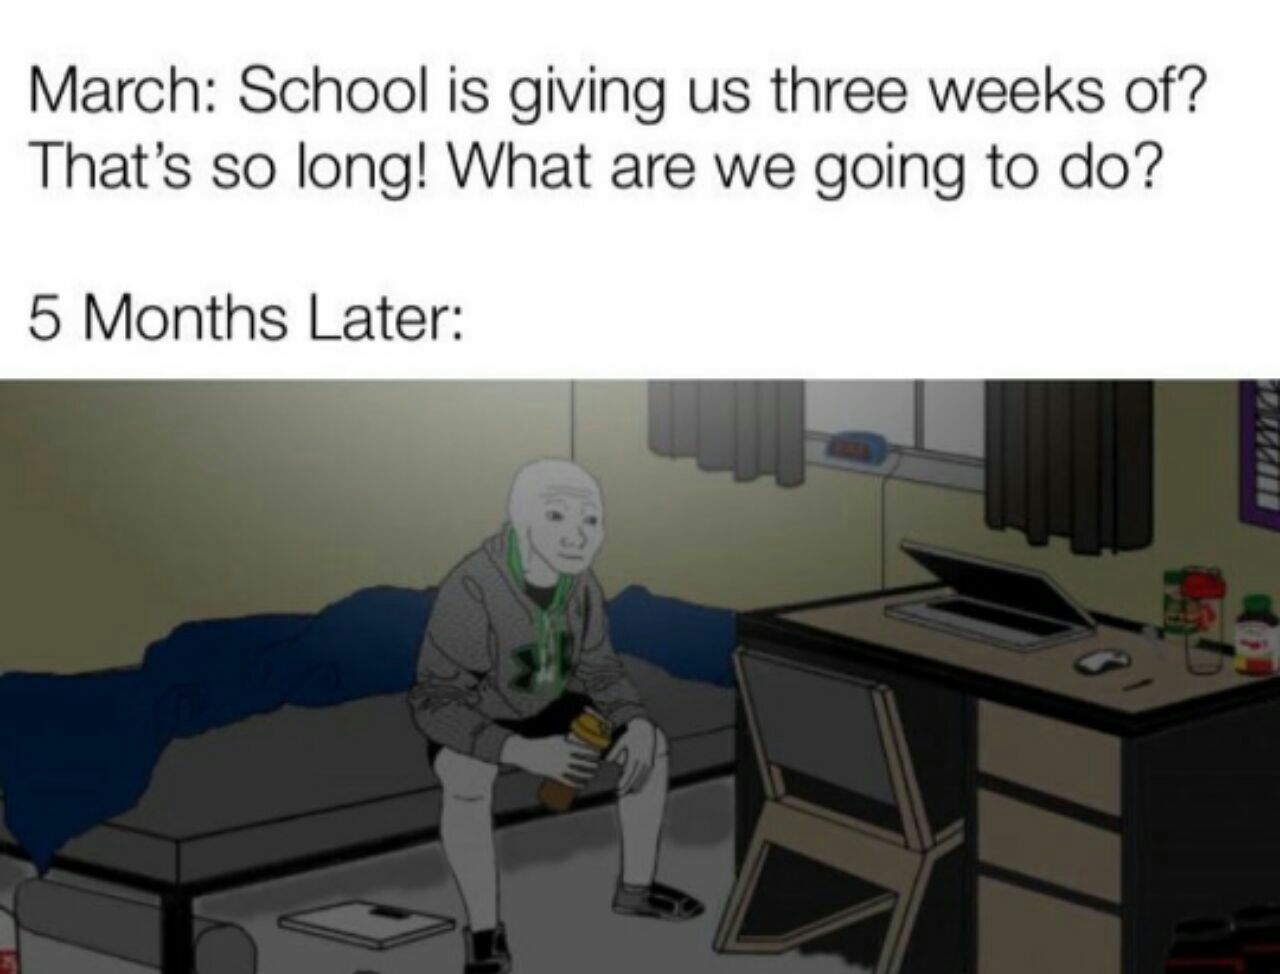 March: School is giving us three weeks of?
That's so long! What are we going to do?
5 Months Later: